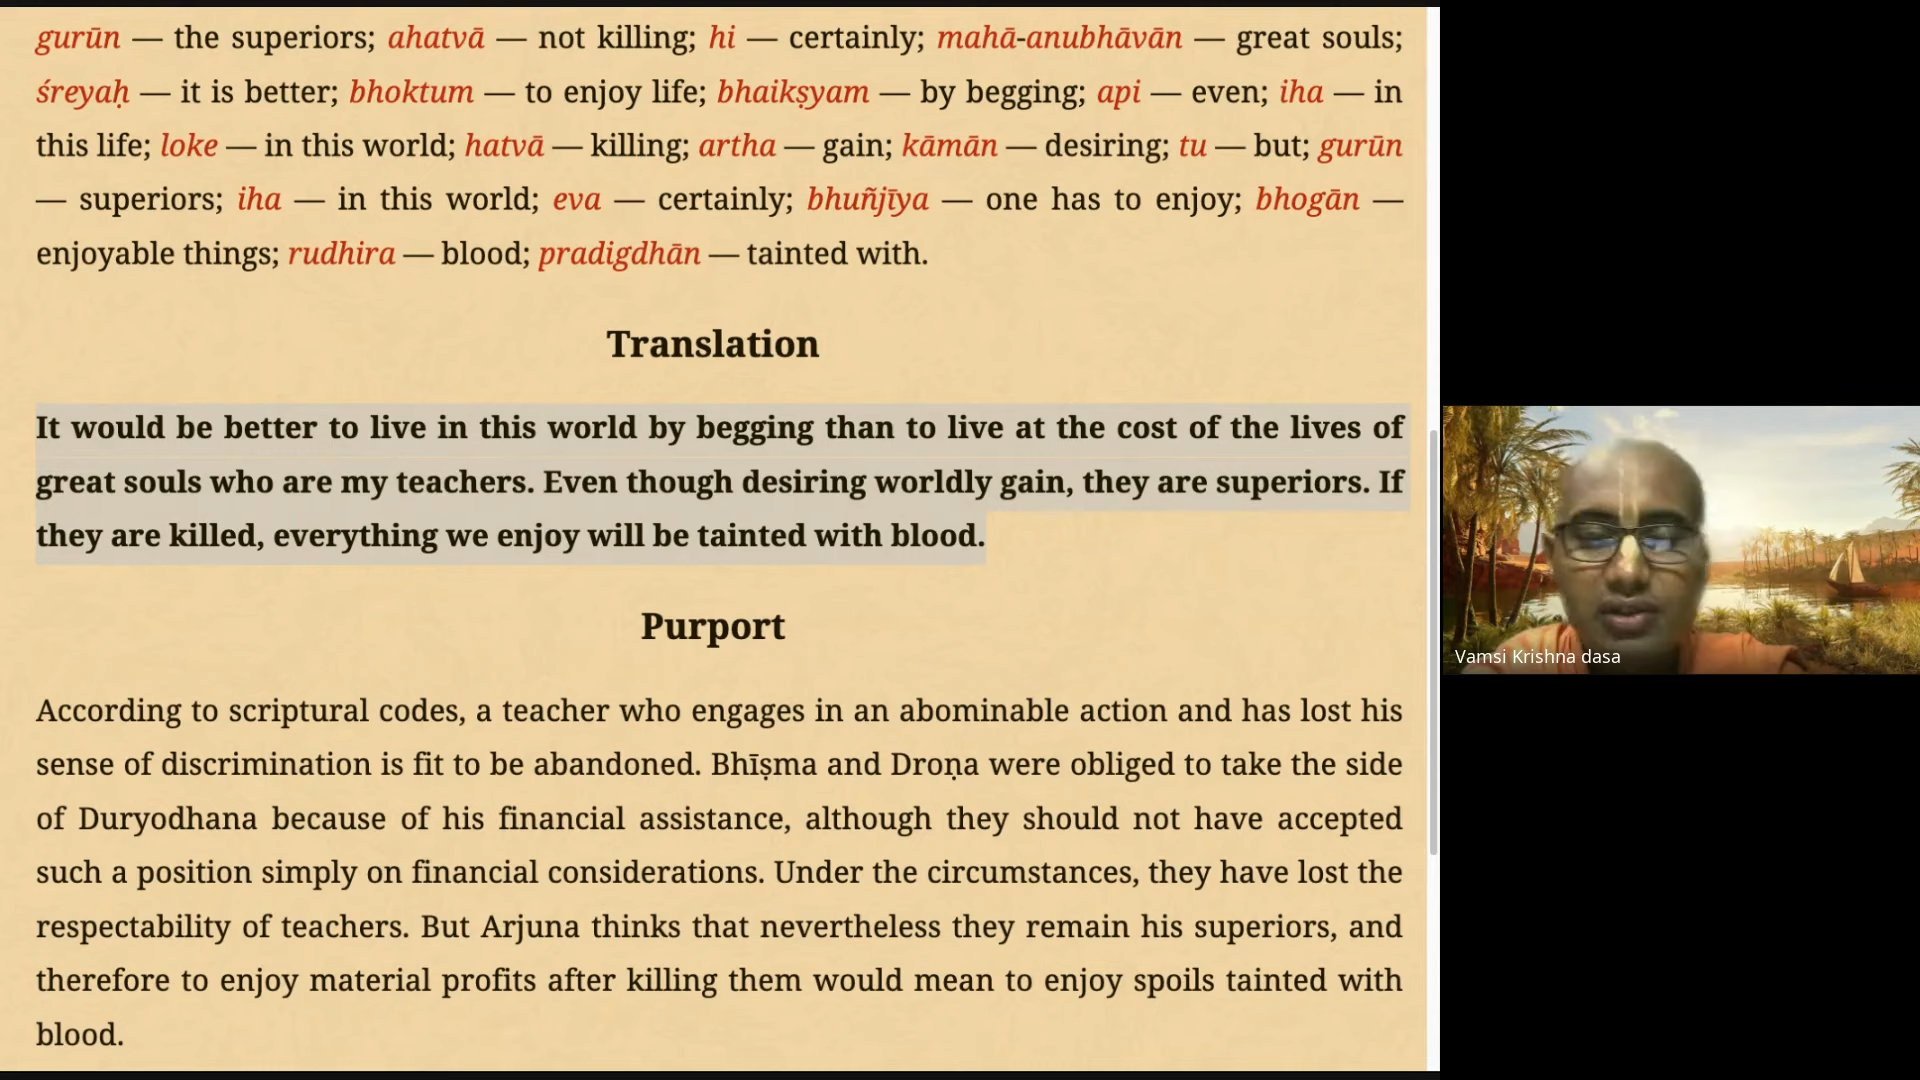 gurūn — the superiors; ahatvā — not killing; hi — certainly; mahā-anubhāvān — great souls;
śreyaḥ — it is better; bhoktum — to enjoy life; bhaikṣyam — by begging; api — even; iha — in
this life; loke — in this world; hatvā — killing; artha — gain; kāmān — desiring; tu — but; gurūn
— superiors; iha — in this world; eva — certainly; bhuñjīya — one has to enjoy; bhogān —
enjoyable things; rudhira — blood; pradigdhān — tainted with.
Translation
It would be better to live in this world by begging than to live at the cost of the lives of
great souls who are my teachers. Even though desiring worldly gain, they are superiors. If
they are killed, everything we enjoy will be tainted with blood.
Purport
According to scriptural codes, a teacher who engages in an abominable action and has lost his
sense of discrimination is fit to be abandoned. Bhīṣma and Droṇa were obliged to take the side
of Duryodhana because of his financial assistance, although they should not have accepted
such a position simply on financial considerations. Under the circumstances, they have lost the
respectability of teachers. But Arjuna thinks that nevertheless they remain his superiors, and
therefore to enjoy material profits after killing them would mean to enjoy spoils tainted with
blood.
Vamsi Krishna dasa